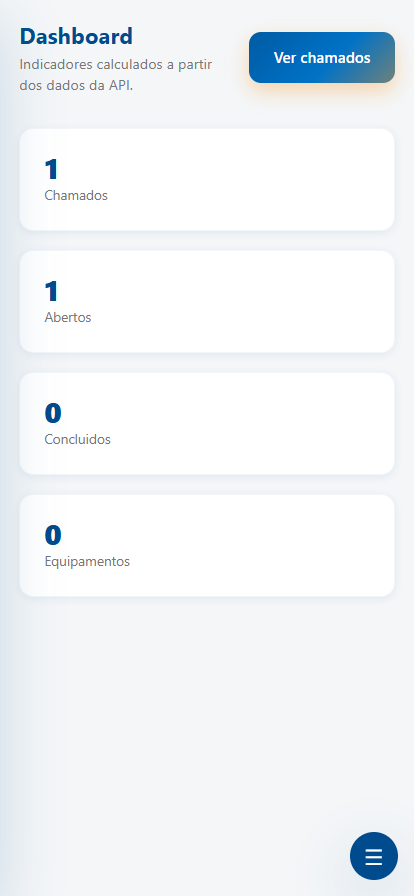 Dashboard
Indicadores calculados a partir
dos dados da API.
Ver chamados
1
Chamados
1
Abertos
0
Concluidos
0
Equipamentos